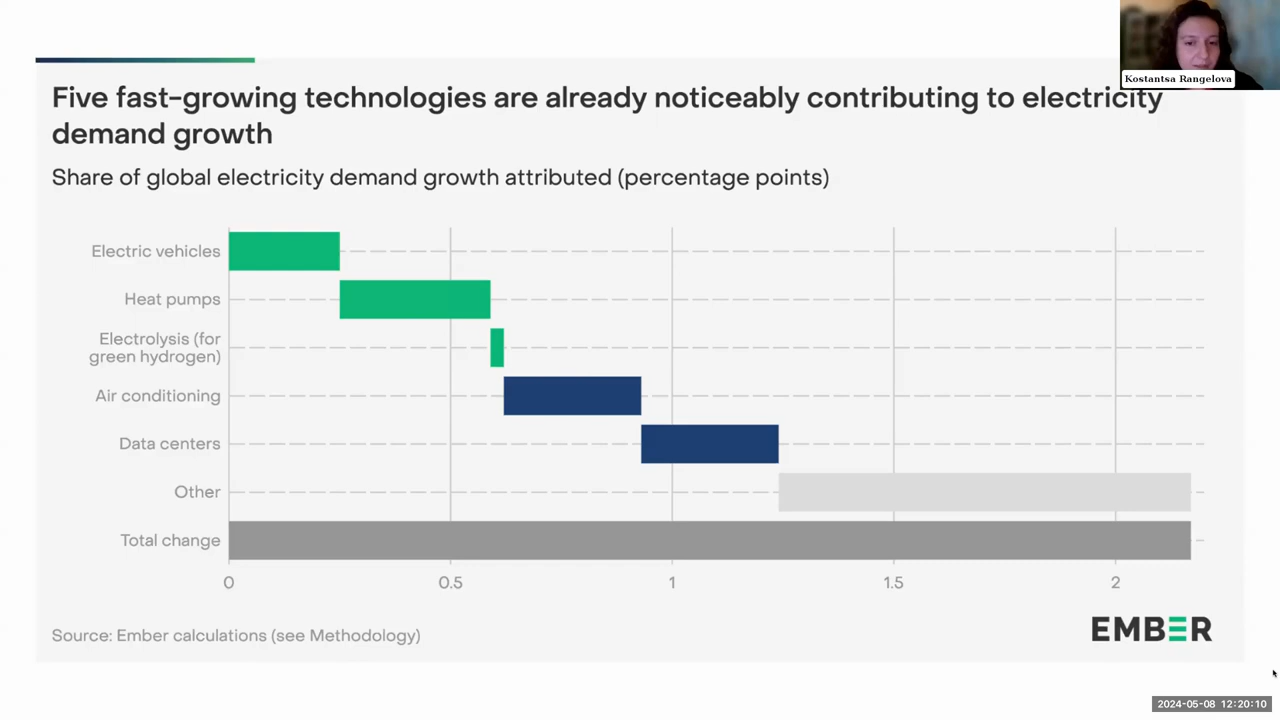 Kostantsa Rangelova
Five fast-growing technologies are already noticeably contributing to electricity
demand growth
Share of global electricity demand growth attributed (percentage points)
Electric vehicles
Heat pumps
Electrolysis (for
green hydrogen)
Air conditioning
Data centers
Other
Total change
0 0.5 1 1.5 2
Source: Ember calculations (see Methodology)
EMBER
2024-05-08 12:20:10